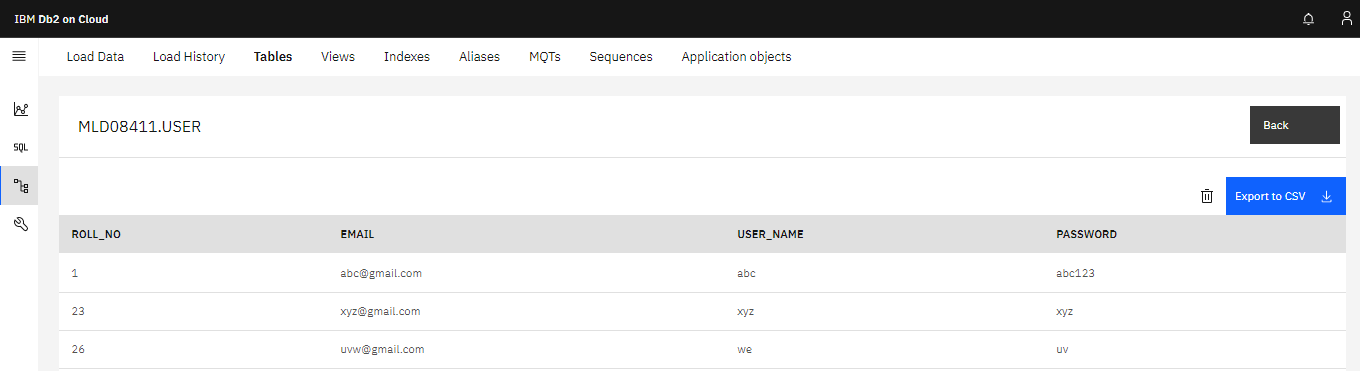 IBM Db2 on Cloud
Load Data Load History Tables Views Indexes Aliases MQTs Sequences Application objects
MLD08411.USER
Back
SQL
Export to CSV
ROLL_NO EMAIL USER_NAME PASSWORD
1 abc@gmail.com abc abc123
23 xyz@gmail.com xyz xyz
26 uvw@gmail.com we uv